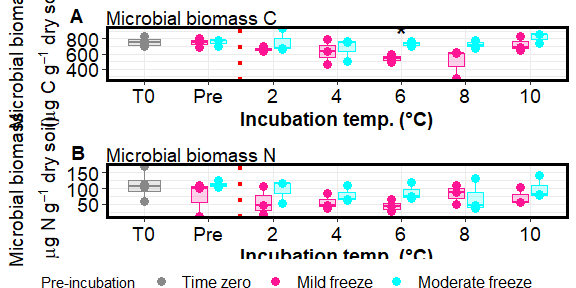 A Microbial biomass C
Microbial biomass C
µg C g⁻¹ dry soil)
800
600
400
*
T0 Pre 2 4 6 8 10
Incubation temp. (°C)
B Microbial biomass N
Microbial biomass
µg N g⁻¹ dry soil)
150
100
50
T0 Pre 2 4 6 8 10
Incubation temp. (°C)
Pre-incubation Time zero Mild freeze Moderate freeze